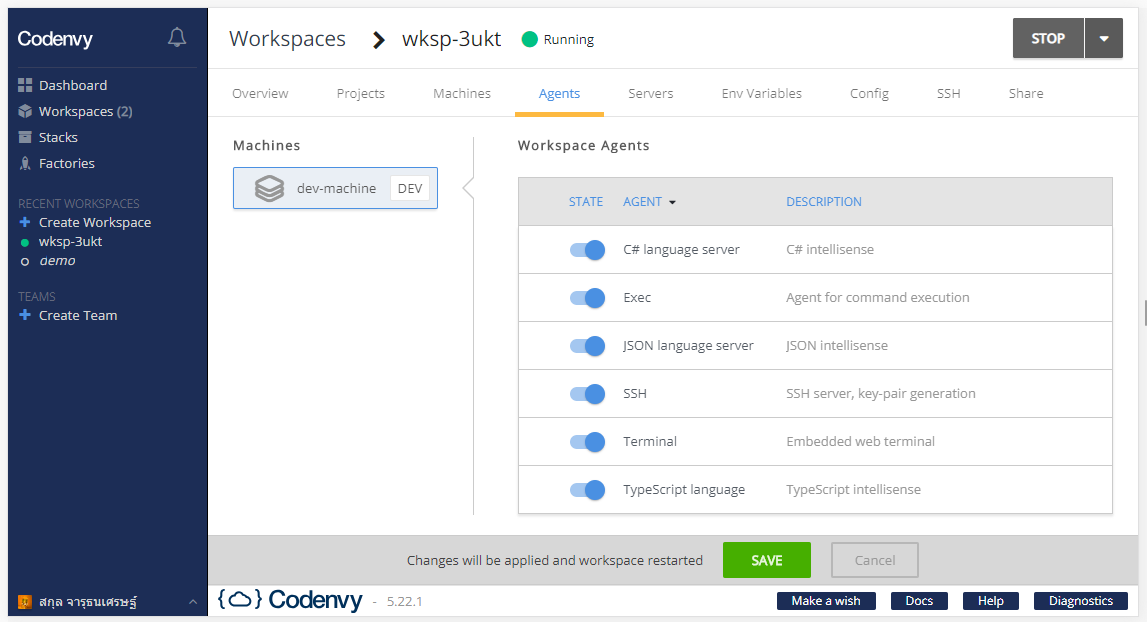 Codenvy
Dashboard
Workspaces (2)
Stacks
Factories
RECENT WORKSPACES
Create Workspace
wksp-3ukt
demo
TEAMS
Create Team
สกุล จารุธนเศรษฐ์
Workspaces wksp-3ukt Running
STOP
Overview Projects Machines Agents Servers Env Variables Config SSH Share
Machines
dev-machine DEV
Workspace Agents
STATE AGENT DESCRIPTION
C# language server C# intellisense
Exec Agent for command execution
JSON language server JSON intellisense
SSH SSH server, key-pair generation
Terminal Embedded web terminal
TypeScript language TypeScript intellisense
Changes will be applied and workspace restarted SAVE Cancel
{ } Codenvy - 5.22.1 Make a wish Docs Help Diagnostics